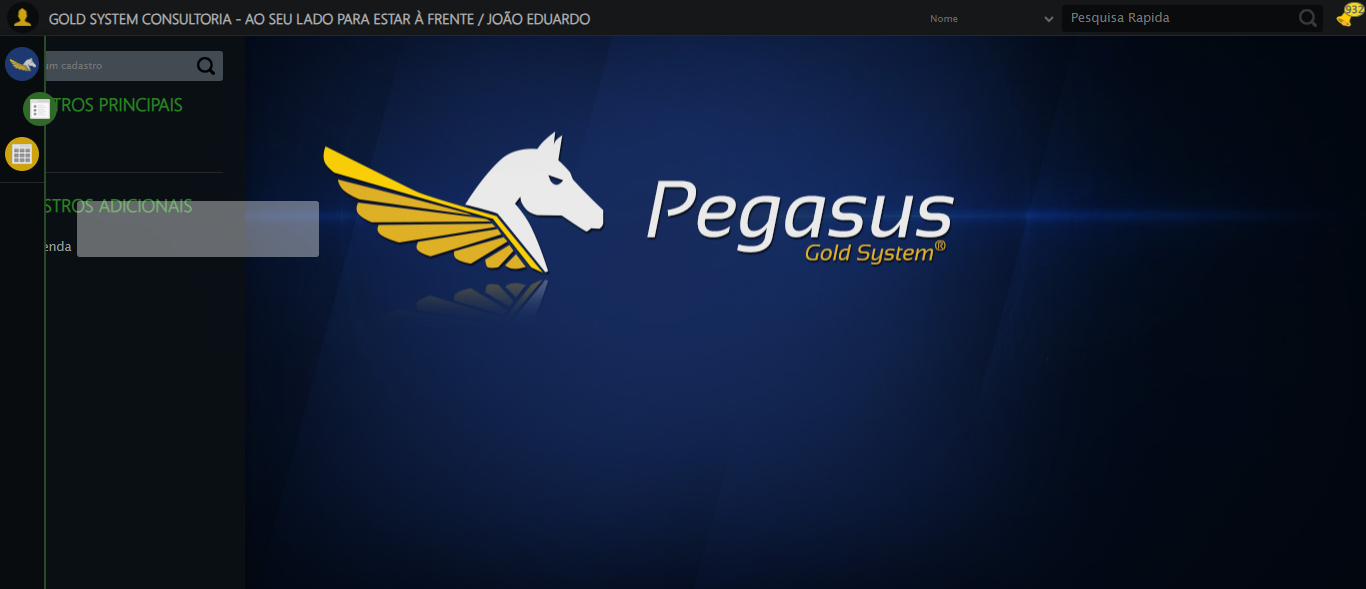 GOLD SYSTEM CONSULTORIA - AO SEU LADO PARA ESTAR À FRENTE / JOÃO EDUARDO
Nome
Pesquisa Rapida
932
um cadastro
TROS PRINCIPAIS
STROS ADICIONAIS
enda
Pegasus
Gold System®